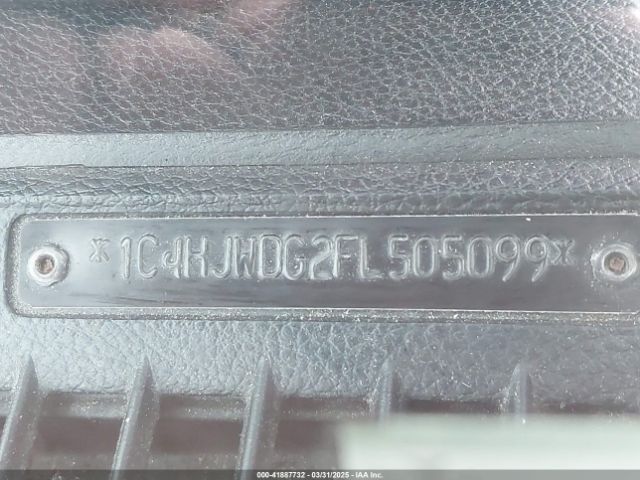 *1C4HJWDG2FL505099*
000-41887732 - 03/31/2025 - IAA Inc.